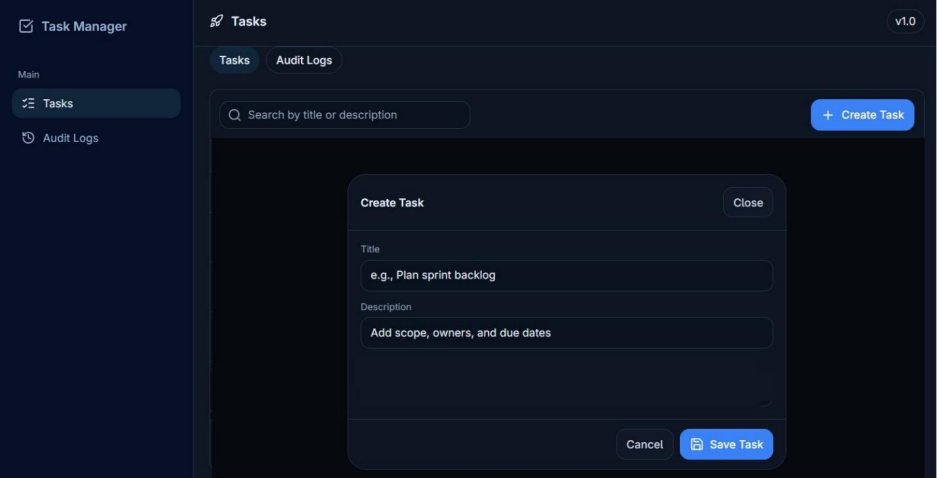 Task Manager
Tasks
v1.0
Main
Tasks
Audit Logs
Tasks
Audit Logs
Search by title or description
+ Create Task
Create Task
Close
Title
e.g., Plan sprint backlog
Description
Add scope, owners, and due dates
Cancel
Save Task